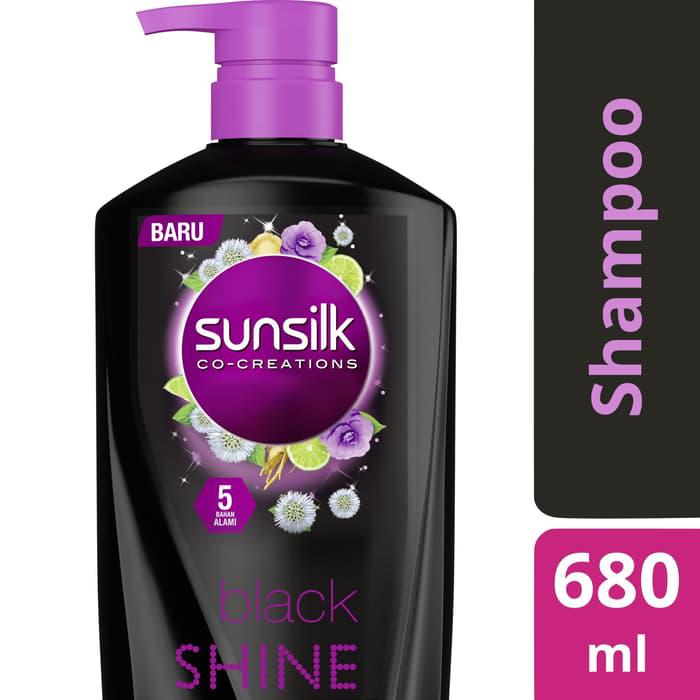 BARU
sunsilk
CO-CREATIONS
5
BAHAN
ALAMI
black
SHINE
Shampoo
680
ml